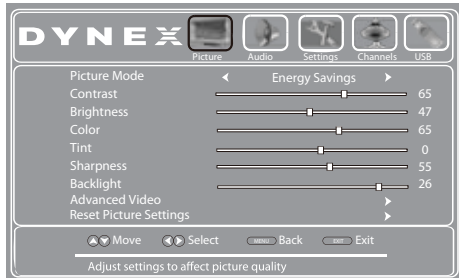 DYNEX
Picture Audio Settings Channels USB
Picture Mode Energy Savings
Contrast 65
Brightness 47
Color 65
Tint 0
Sharpness 55
Backlight 26
Advanced Video
Reset Picture Settings
Move Select MENU Back EXIT Exit
Adjust settings to affect picture quality